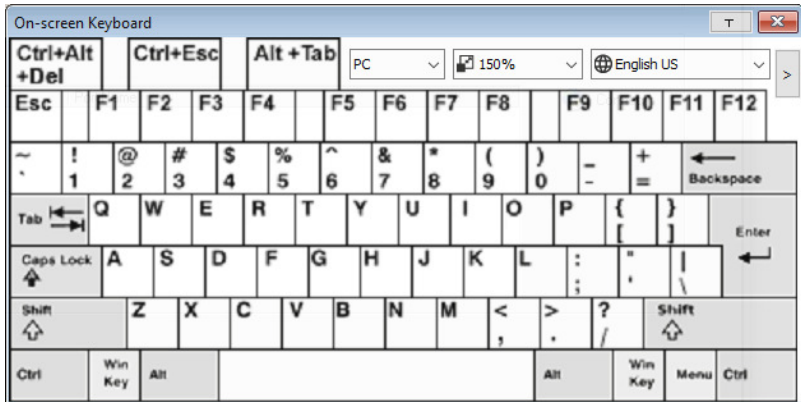 On-screen Keyboard T X
Ctrl+Alt +Del Ctrl+Esc Alt +Tab PC 150% English US >
Esc F1 F2 F3 F4 F5 F6 F7 F8 F9 F10 F11 F12
~ ! @ # $ % ^ & * ( ) _ +
` 1 2 3 4 5 6 7 8 9 0 - = Backspace
Tab Q W E R T Y U I O P { }
[ ] Enter
Caps Lock A S D F G H J K L : " |
; ' \
Shift Z X C V B N M < > ? Shift
, . /
Ctrl Win Key Alt Alt Win Key Menu Ctrl